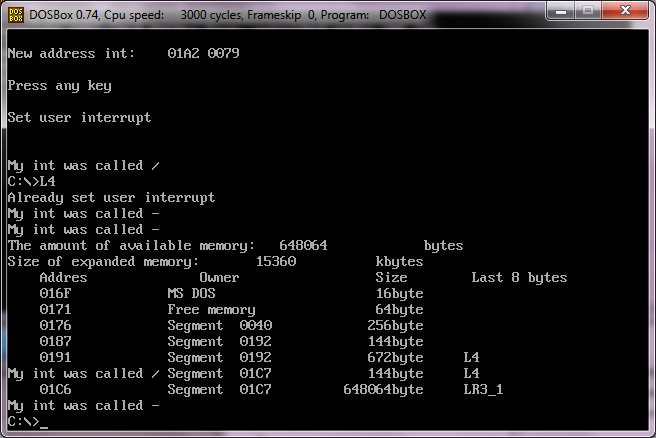 DOSBox 0.74, Cpu speed: 3000 cycles, Frameskip 0, Program: DOSBOX
New address int: 01A2 0079
Press any key
Set user interrupt
My int was called /
C:\>L4
Already set user interrupt
My int was called -
My int was called -
The amount of available memory: 648064 bytes
Size of expanded memory: 15360 kbytes
Addres Owner Size Last 8 bytes
016F MS DOS 16byte
0171 Free memory 64byte
0176 Segment 0040 256byte
0187 Segment 0192 144byte
0191 Segment 0192 672byte L4
My int was called / Segment 01C7 144byte L4
01C6 Segment 01C7 648064byte LR3_1
My int was called -
C:\>_